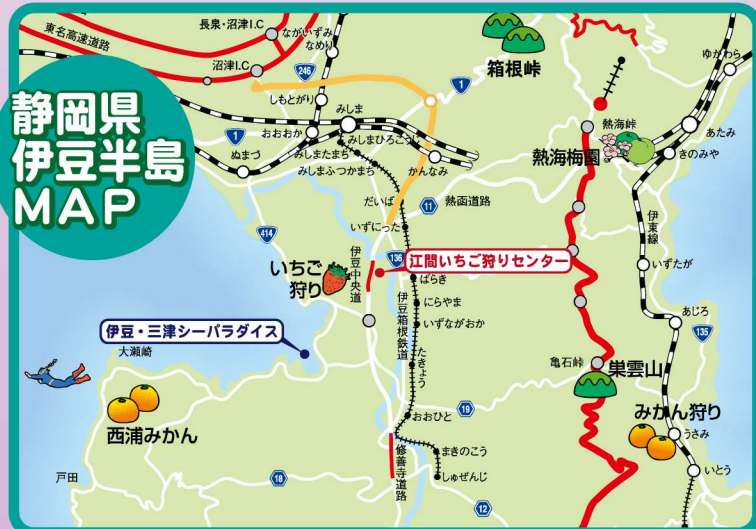 静岡県
伊豆半島
MAP
長泉・沼津I.C
東名高速道路
沼津I.C
ながいずみ
なめり
246
1
箱根峠
ゆがわら
しもとがり
みしま
おおおか
1
ぬまづ
みしまひろこうじ
みしまたまち
みしまふつかまち
かんなみ
熱海峠
あたみ
熱海梅園
きのみや
だいば
11
熱函道路
いずにった
414
伊豆中央道
136
江間いちご狩りセンター
伊東線
いずたが
いちご
狩り
ばらき
にらやま
伊豆箱根鉄道
いずながおか
あじろ
135
伊豆・三津シーパラダイス
大瀬崎
たきょう
亀石峠
巣雲山
西浦みかん
おおひと
19
みかん狩り
うさみ
まきのこう
いとう
戸田
18
修善寺道路
しゅぜんじ
12